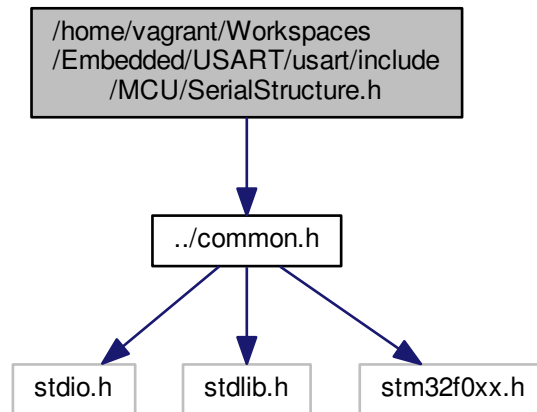 /home/vagrant/Workspaces
/Embedded/USART/usart/include
/MCU/SerialStructure.h
../common.h
stdio.h
stdlib.h
stm32f0xx.h